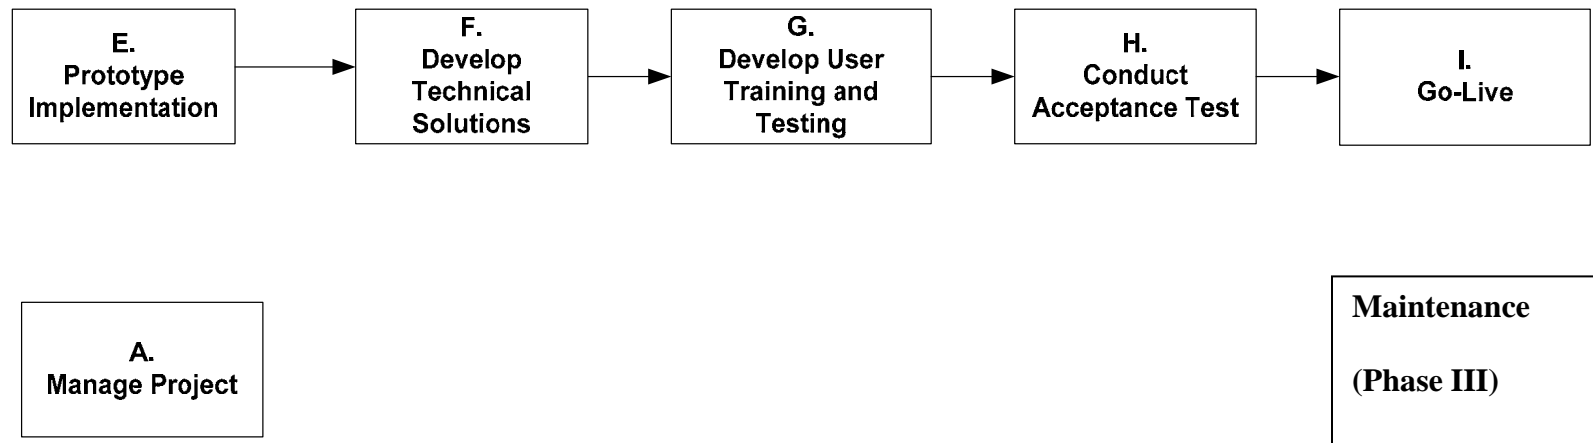 E.
Prototype
Implementation
F.
Develop
Technical
Solutions
G.
Develop User
Training and
Testing
H.
Conduct
Acceptance Test
I.
Go-Live
A.
Manage Project
Maintenance
(Phase III)